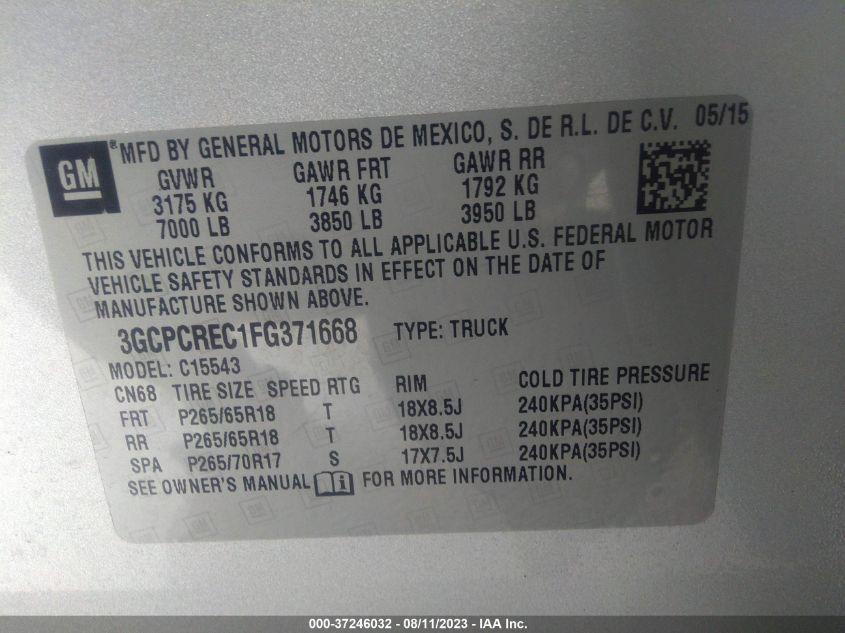 GM® MFD BY GENERAL MOTORS DE MEXICO, S. DE R.L. DE C.V. 05/15
GVWR GAWR FRT GAWR RR
3175 KG 1746 KG 1792 KG
7000 LB 3850 LB 3950 LB
THIS VEHICLE CONFORMS TO ALL APPLICABLE U.S. FEDERAL MOTOR
VEHICLE SAFETY STANDARDS IN EFFECT ON THE DATE OF
MANUFACTURE SHOWN ABOVE.
3GCPCREC1FG371668 TYPE: TRUCK
MODEL: C15543
CN68 TIRE SIZE SPEED RTG RIM COLD TIRE PRESSURE
FRT P265/65R18 T 18X8.5J 240KPA(35PSI)
RR P265/65R18 T 18X8.5J 240KPA(35PSI)
SPA P265/70R17 S 17X7.5J 240KPA(35PSI)
SEE OWNER'S MANUAL i FOR MORE INFORMATION.
000-37246032 - 08/11/2023 - IAA Inc.